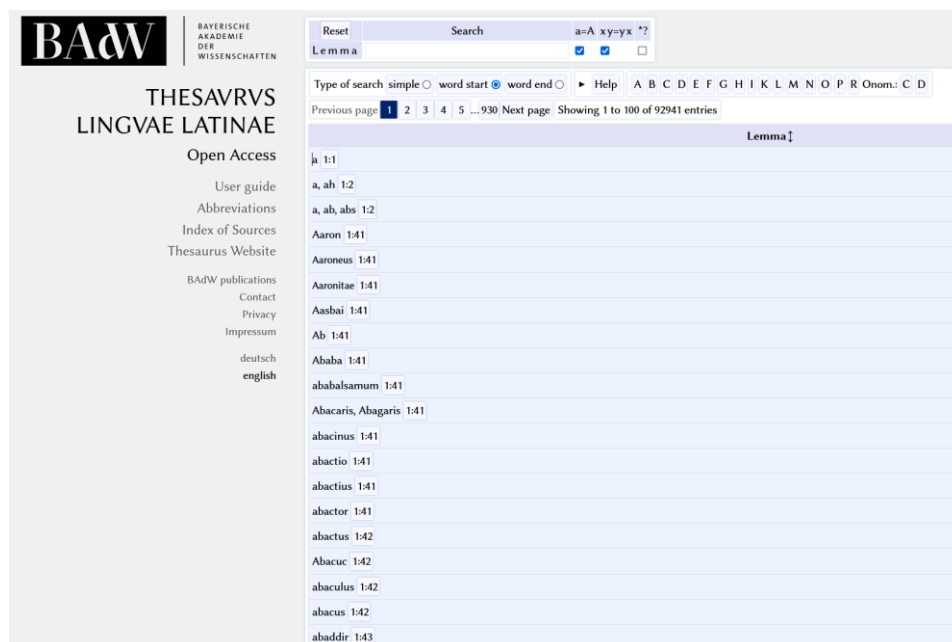 BAdW
BAYERISCHE
AKADEMIE
DER
WISSENSCHAFTEN
THESAVRVS
LINGVAE LATINAE
Open Access
User guide
Abbreviations
Index of Sources
Thesaurus Website
BAdW publications
Contact
Privacy
Impressum
deutsch
english
Reset Search a=A xy=yx *?
Lemma
Type of search simple word start word end ► Help A B C D E F G H I K L M N O P R Onom.: C D
Previous page 1 2 3 4 5 ... 930 Next page Showing 1 to 100 of 92941 entries
Lemma↕
a 1:1
a, ah 1:2
a, ab, abs 1:2
Aaron 1:41
Aaroneus 1:41
Aaronitae 1:41
Aasbai 1:41
Ab 1:41
Ababa 1:41
ababalsamum 1:41
Abacaris, Abagaris 1:41
abacinus 1:41
abactio 1:41
abactius 1:41
abactor 1:41
abactus 1:42
Abacuc 1:42
abaculus 1:42
abacus 1:42
abaddir 1:43